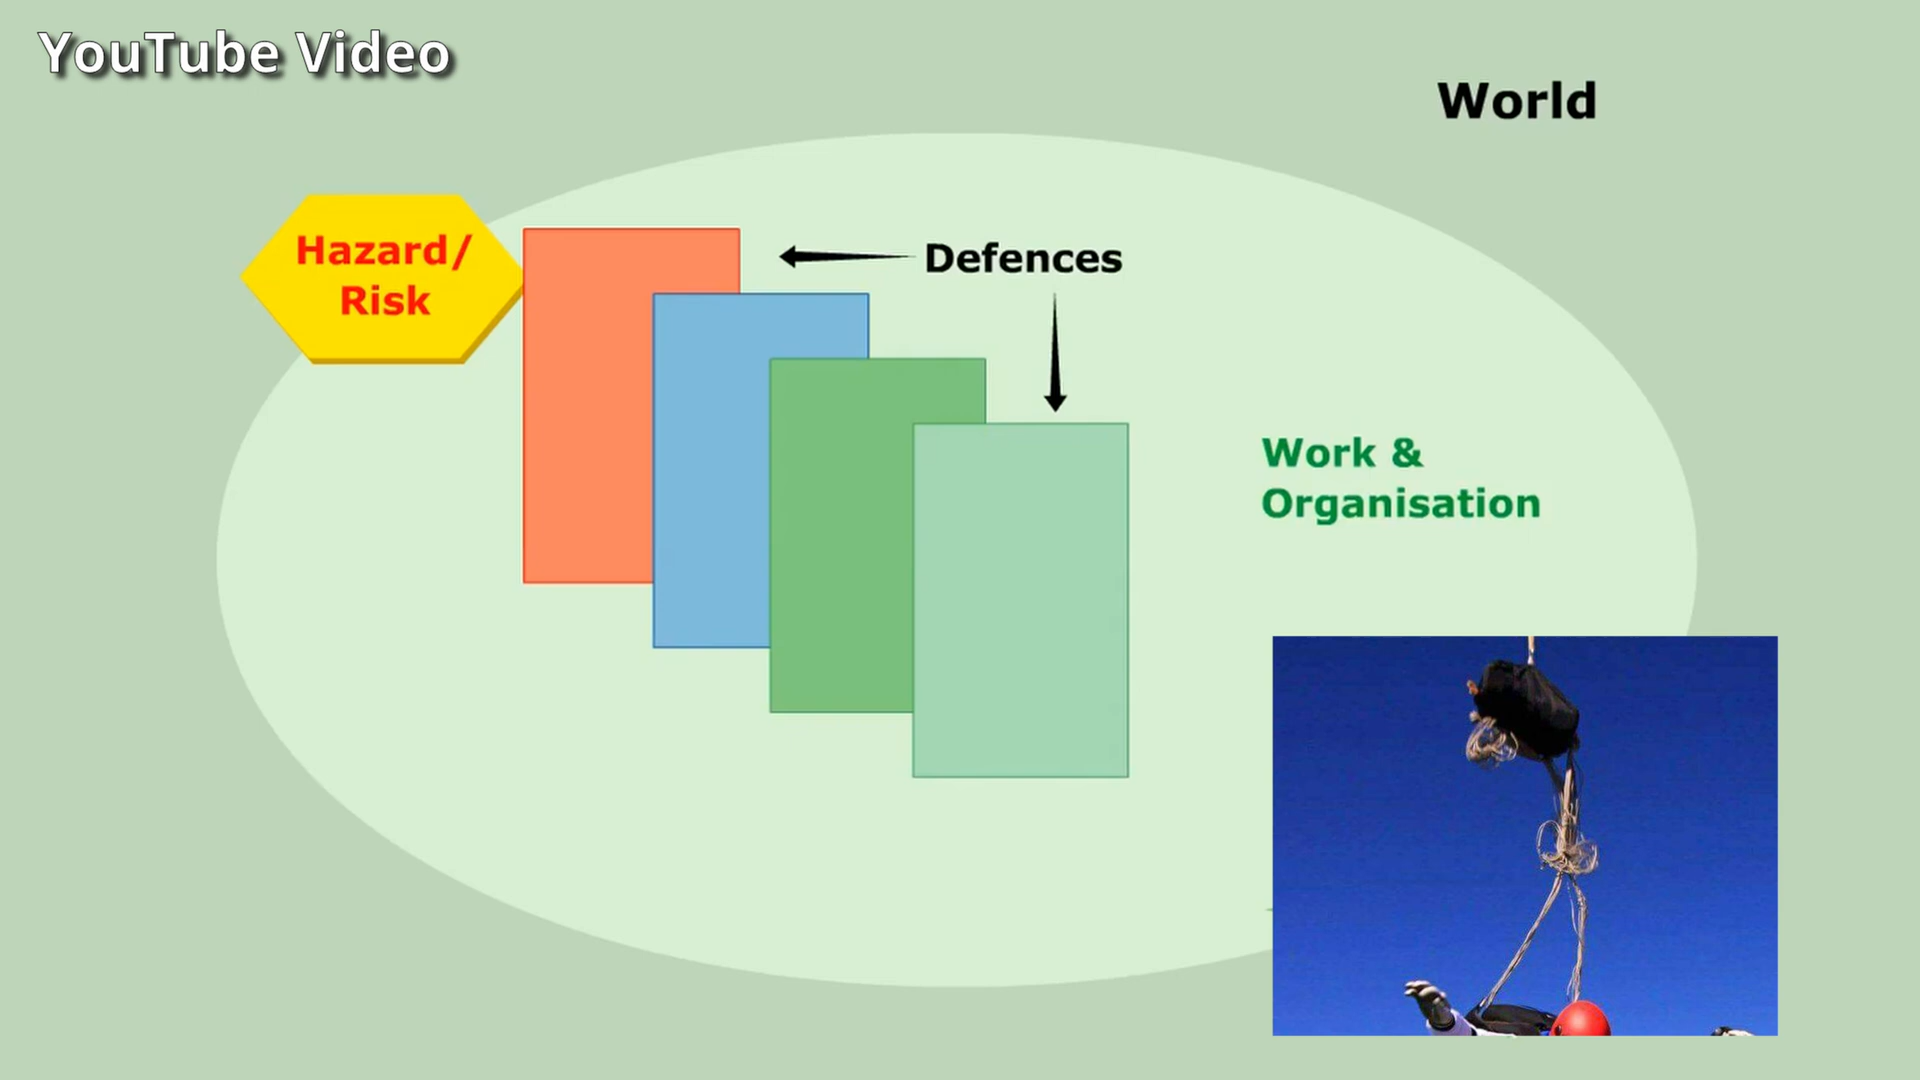 YouTube Video
World
Hazard/
Risk
Defences
Work &
Organisation